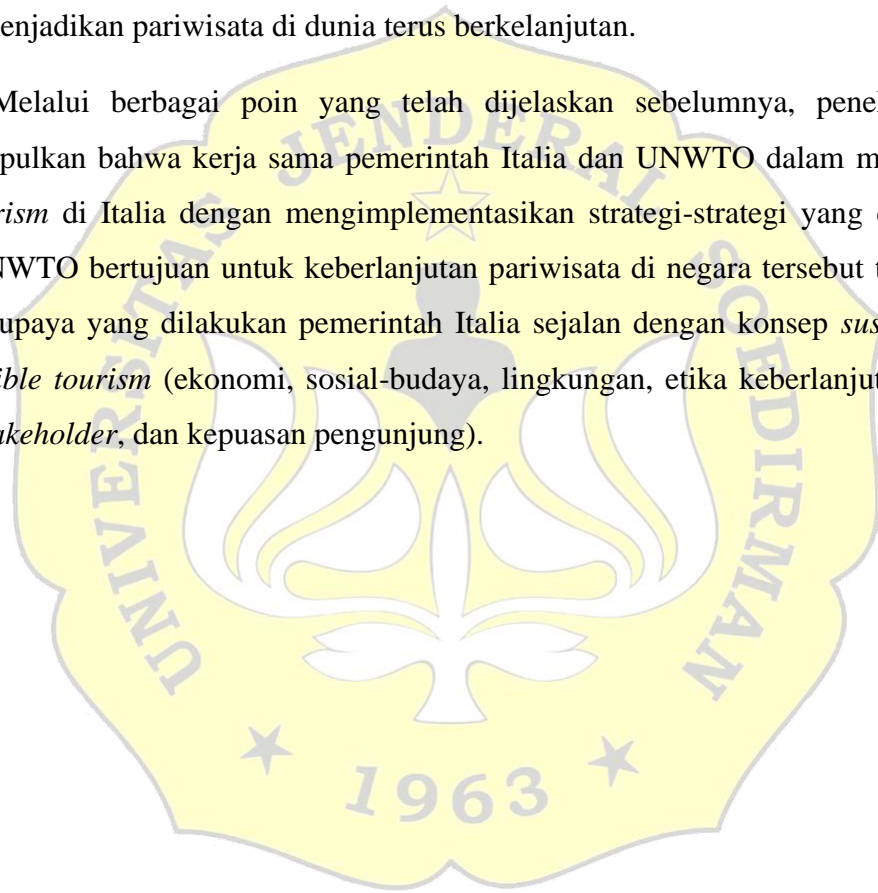 enjadikan pariwisata di dunia terus berkelanjutan.
Melalui berbagai poin yang telah dijelaskan sebelumnya, penel
pulkan bahwa kerja sama pemerintah Italia dan UNWTO dalam m
rism di Italia dengan mengimplementasikan strategi-strategi yang
NWTO bertujuan untuk keberlanjutan pariwisata di negara tersebut t
upaya yang dilakukan pemerintah Italia sejalan dengan konsep sus
ible tourism (ekonomi, sosial-budaya, lingkungan, etika keberlanjut
akeholder, dan kepuasan pengunjung).
UNIVERSITAS JENDERAL SOEDIRMAN
1963